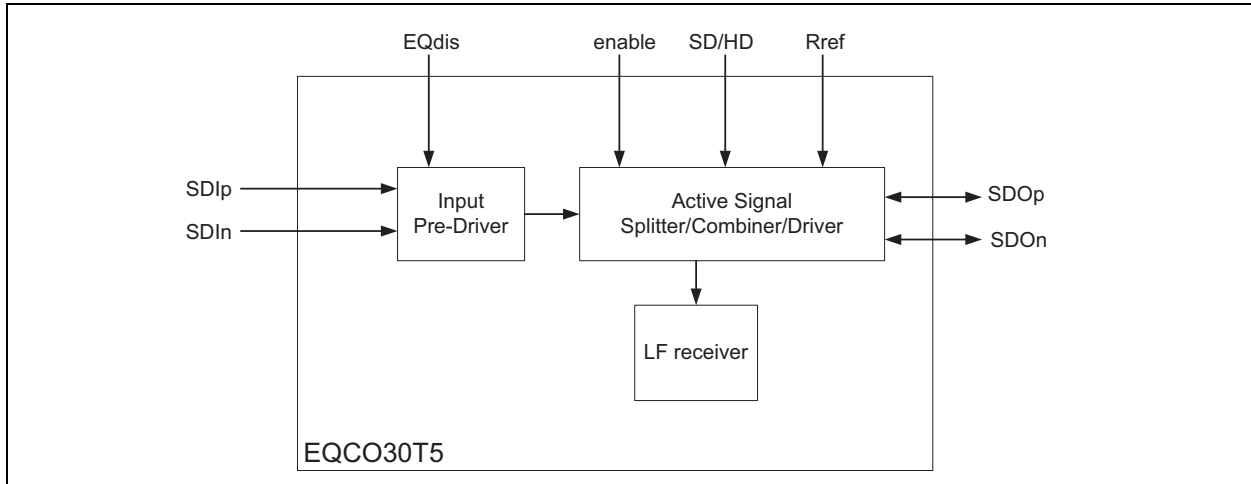 EQdis
enable
SD/HD
Rref
SDIp
SDIn
Input
Pre-Driver
Active Signal
Splitter/Combiner/Driver
SDOp
SDOn
LF receiver
EQCO30T5